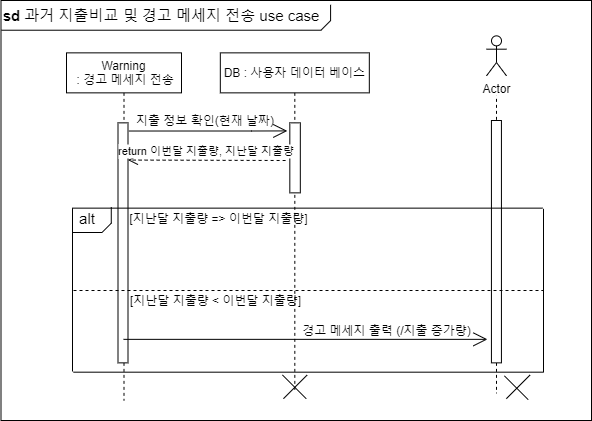 sd 과거 지출비교 및 경고 메세지 전송 use case
Warning
: 경고 메세지 전송
DB : 사용자 데이터 베이스
Actor
지출 정보 확인(현재 날짜)
return 이번달 지출량, 지난달 지출량
alt
[지난달 지출량 => 이번달 지출량]
[지난달 지출량 < 이번달 지출량]
경고 메세지 출력 (/지출 증가량)